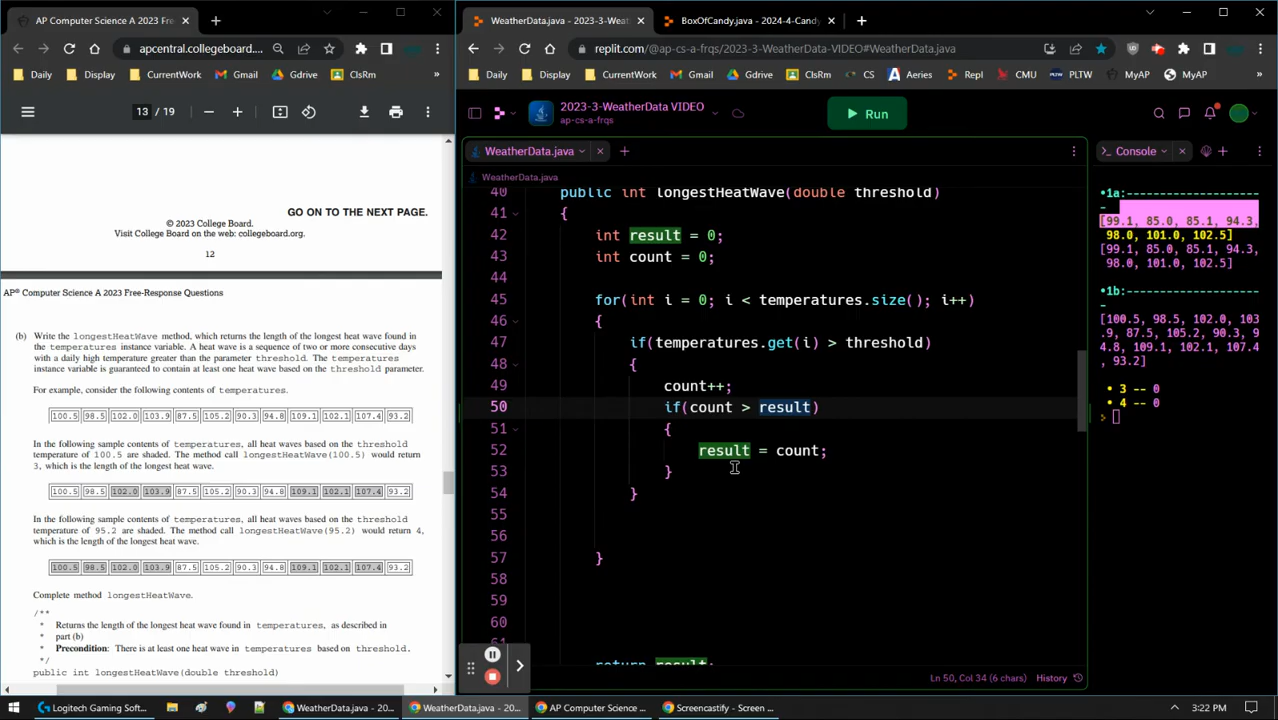 AP Computer Science A 2023 Fre
WeatherData.java - 2023-3-Weath
BoxOfCandy.java - 2024-4-Candy
apcentral.collegeboard....
replit.com/@ap-cs-a-frqs/2023-3-WeatherData-VIDEO#WeatherData.java
Daily Display CurrentWork Gmail Gdrive ClsRm »
Daily Display CurrentWork Gmail Gdrive ClsRm CS Aeries Repl CMU PLTW MyAP MyAP »
13 / 19
GO ON TO THE NEXT PAGE.
© 2023 College Board.
Visit College Board on the web: collegeboard.org.
12
AP® Computer Science A 2023 Free-Response Questions
(b) Write the longestHeatWave method, which returns the length of the longest heat wave found in
the temperatures instance variable. A heat wave is a sequence of two or more consecutive days
with a daily high temperature greater than the parameter threshold. The temperatures
instance variable is guaranteed to contain at least one heat wave based on the threshold parameter.
For example, consider the following contents of temperatures.
100.5 98.5 102.0 103.9 87.5 105.2 90.3 94.8 109.1 102.1 107.4 93.2
In the following sample contents of temperatures, all heat waves based on the threshold
temperature of 100.5 are shaded. The method call longestHeatWave(100.5) would return
3, which is the length of the longest heat wave.
100.5 98.5 102.0 103.9 87.5 105.2 90.3 94.8 109.1 102.1 107.4 93.2
In the following sample contents of temperatures, all heat waves based on the threshold
temperature of 95.2 are shaded. The method call longestHeatWave(95.2) would return 4,
which is the length of the longest heat wave.
100.5 98.5 102.0 103.9 87.5 105.2 90.3 94.8 109.1 102.1 107.4 93.2
Complete method longestHeatWave.
/**
* Returns the length of the longest heat wave found in temperatures, as described in
* part (b)
* Precondition: There is at least one heat wave in temperatures based on threshold.
*/
public int longestHeatWave(double threshold)
2023-3-WeatherData VIDEO
ap-cs-a-frqs
Run
WeatherData.java
WeatherData.java
40 public int longestHeatWave(double threshold)
41 {
42 int result = 0;
43 int count = 0;
44
45 for(int i = 0; i < temperatures.size(); i++)
46 {
47 if(temperatures.get(i) > threshold)
48 {
49 count++;
50 if(count > result)
51 {
52 result = count;
53 }
54 }
55
56
57 }
58
59
60
61
return result;
Ln 50, Col 34 (6 chars) History
Console
•1a:--------------------
-
[99.1, 85.0, 85.1, 94.3,
98.0, 101.0, 102.5]
[99.1, 85.0, 85.1, 94.3,
98.0, 101.0, 102.5]
•1b:--------------------
-
[100.5, 98.5, 102.0, 103
.9, 87.5, 105.2, 90.3, 9
4.8, 109.1, 102.1, 107.4
, 93.2]
• 3 -- 0
• 4 -- 0
Logitech Gaming Soft...
WeatherData.java - 20...
WeatherData.java - 20...
AP Computer Science ...
Screencastify - Screen ...
3:22 PM